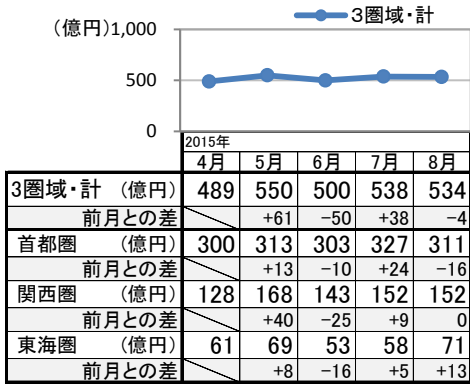 3圏域・計
(億円)1,000
500
0
2015年
4月 5月 6月 7月 8月
3圏域・計 (億円) 489 550 500 538 534
前月との差 +61 −50 +38 −4
首都圏 (億円) 300 313 303 327 311
前月との差 +13 −10 +24 −16
関西圏 (億円) 128 168 143 152 152
前月との差 +40 −25 +9 0
東海圏 (億円) 61 69 53 58 71
前月との差 +8 −16 +5 +13